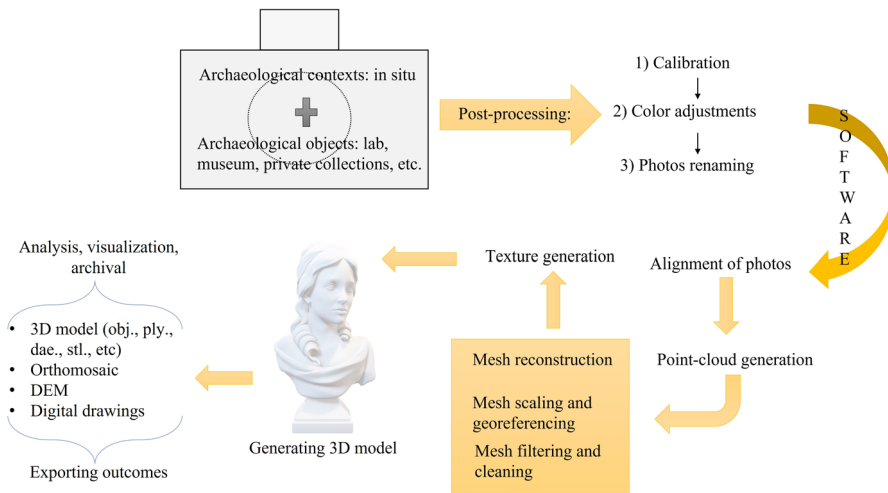 Archaeological contexts: in situ
Archaeological objects: lab,
museum, private collections, etc.
Post-processing:
1) Calibration
2) Color adjustments
3) Photos renaming
SOFTWARE
Alignment of photos
Point-cloud generation
Mesh reconstruction
Mesh scaling and
georeferencing
Mesh filtering and
cleaning
Texture generation
Generating 3D model
Analysis, visualization,
archival
• 3D model (obj., ply.,
dae., stl., etc)
• Orthomosaic
• DEM
• Digital drawings
Exporting outcomes